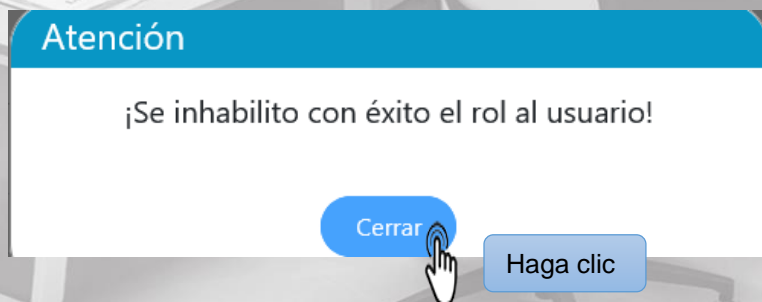 Atención
¡Se inhabilito con éxito el rol al usuario!
Cerrar
Haga clic